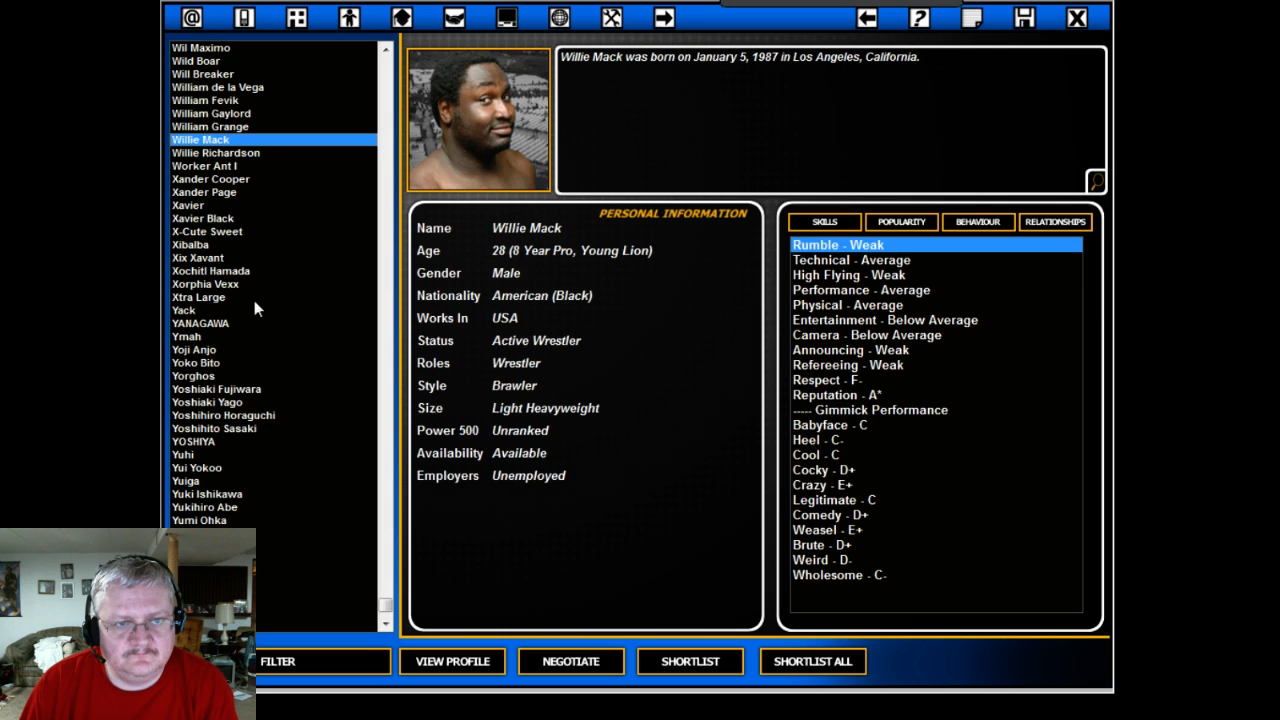 @
?
X
Wil Maximo
Wild Boar
Will Breaker
William de la Vega
William Fevik
William Gaylord
William Grange
Willie Mack
Willie Richardson
Worker Ant I
Xander Cooper
Xander Page
Xavier
Xavier Black
X-Cute Sweet
Xibalba
Xix Xavant
Xochitl Hamada
Xorphia Vexx
Xtra Large
Yack
YANAGAWA
Ymah
Yoji Anjo
Yoko Bito
Yorghos
Yoshiaki Fujiwara
Yoshiaki Yago
Yoshihiro Horaguchi
Yoshihito Sasaki
YOSHIYA
Yuhi
Yui Yokoo
Yuiga
Yuki Ishikawa
Yukihiro Abe
Yumi Ohka
Willie Mack was born on January 5, 1987 in Los Angeles, California.
PERSONAL INFORMATION
Name Willie Mack
Age 28 (8 Year Pro, Young Lion)
Gender Male
Nationality American (Black)
Works In USA
Status Active Wrestler
Roles Wrestler
Style Brawler
Size Light Heavyweight
Power 500 Unranked
Availability Available
Employers Unemployed
SKILLS POPULARITY BEHAVIOUR RELATIONSHIPS
Rumble - Weak
Technical - Average
High Flying - Weak
Performance - Average
Physical - Average
Entertainment - Below Average
Camera - Below Average
Announcing - Weak
Refereeing - Weak
Respect - F-
Reputation - A*
----- Gimmick Performance
Babyface - C
Heel - C-
Cool - C
Cocky - D+
Crazy - E+
Legitimate - C
Comedy - D+
Weasel - E+
Brute - D+
Weird - D-
Wholesome - C-
FILTER VIEW PROFILE NEGOTIATE SHORTLIST SHORTLIST ALL